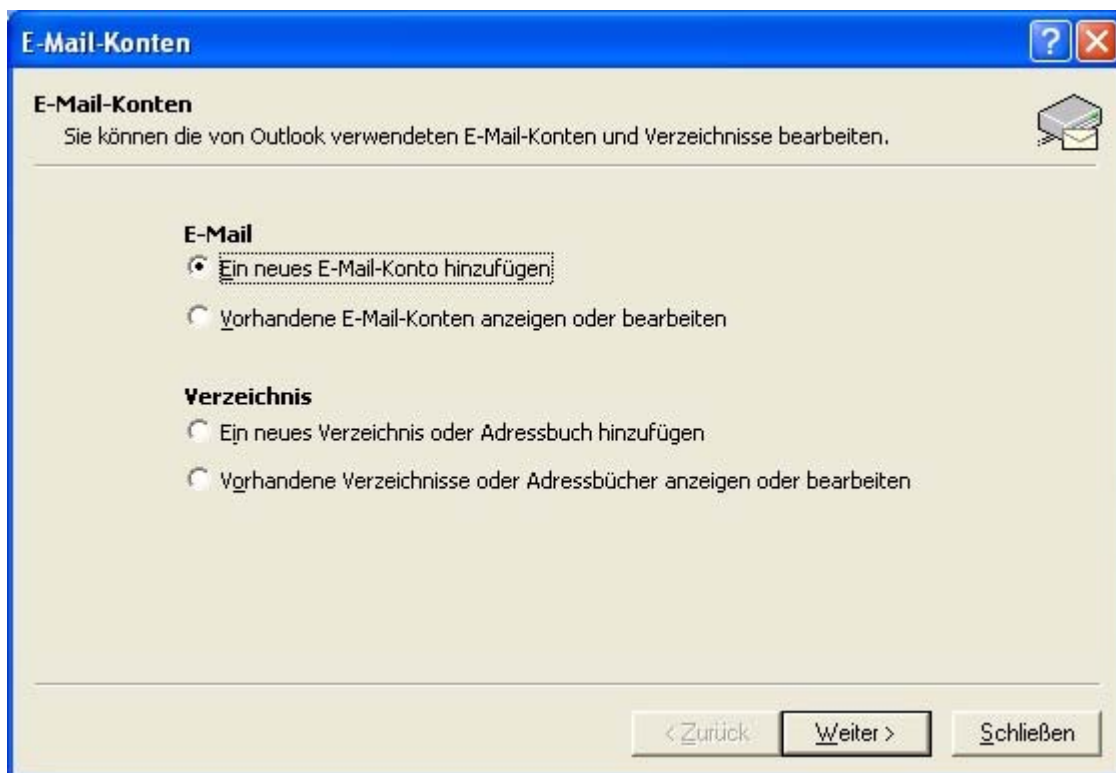 E-Mail-Konten
E-Mail-Konten
Sie können die von Outlook verwendeten E-Mail-Konten und Verzeichnisse bearbeiten.
E-Mail
Ein neues E-Mail-Konto hinzufügen
Vorhandene E-Mail-Konten anzeigen oder bearbeiten
Verzeichnis
Ein neues Verzeichnis oder Adressbuch hinzufügen
Vorhandene Verzeichnisse oder Adressbücher anzeigen oder bearbeiten
< Zurück Weiter > Schließen